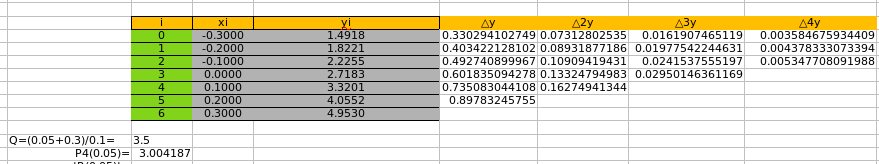 i xi yi △y △2y △3y △4y
0 -0.3000 1.4918 0.330294102749 0.07312802535 0.0161907465119 0.003584675934409
1 -0.2000 1.8221 0.403422128102 0.08931877186 0.01977542244631 0.004378333073394
2 -0.1000 2.2255 0.492740899967 0.10909419431 0.0241537555197 0.005347708091988
3 0.0000 2.7183 0.601835094278 0.13324794983 0.02950146361169
4 0.1000 3.3201 0.735083044108 0.16274941344
5 0.2000 4.0552 0.89783245755
6 0.3000 4.9530
Q=(0.05+0.3)/0.1= 3.5
P4(0.05)= 3.004187